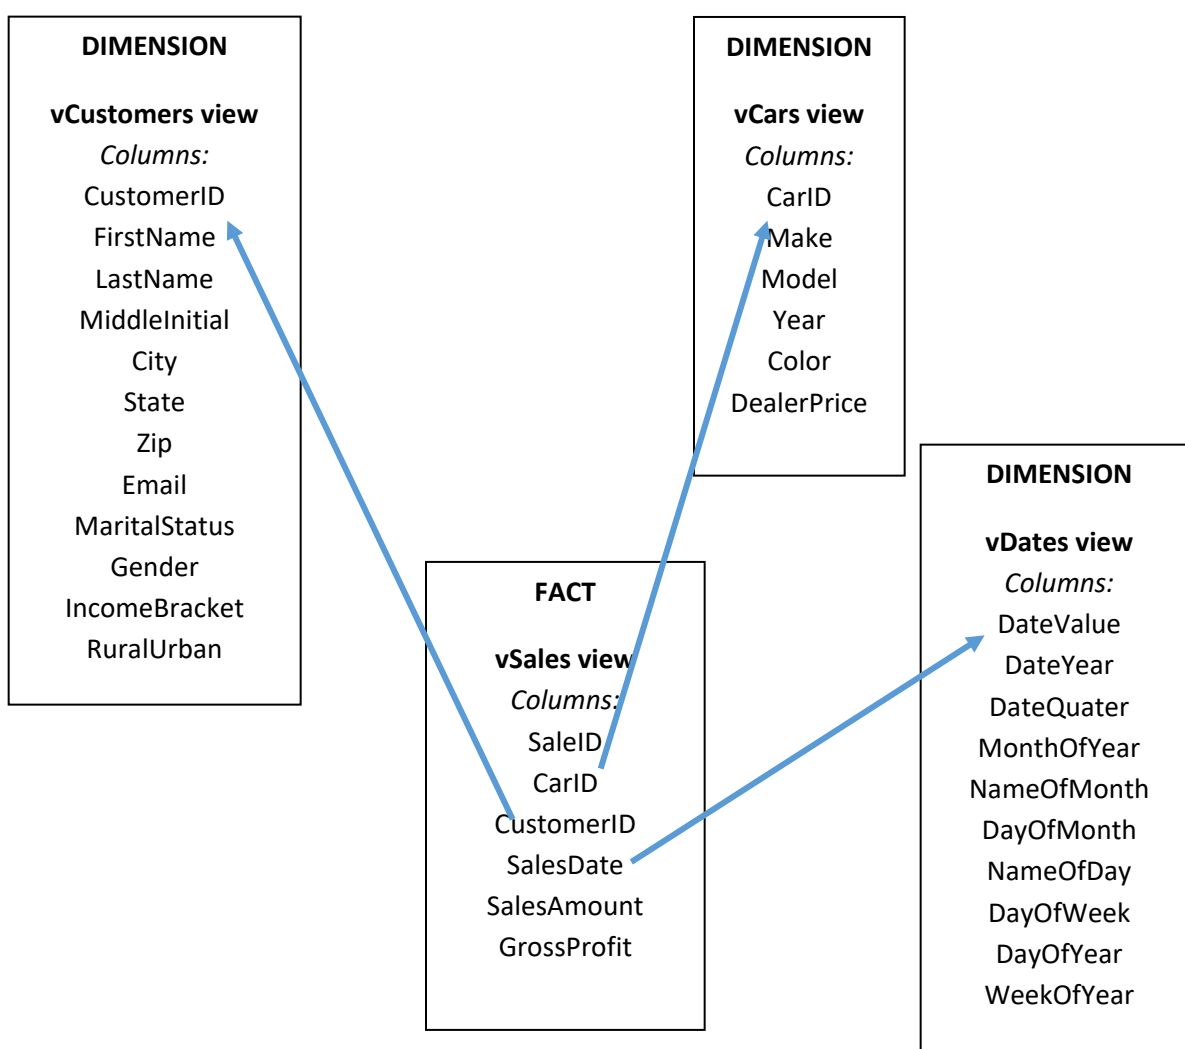 DIMENSION
vCustomers view
Columns:
CustomerID
FirstName
LastName
MiddleInitial
City
State
Zip
Email
MaritalStatus
Gender
IncomeBracket
RuralUrban
DIMENSION
vCars view
Columns:
CarID
Make
Model
Year
Color
DealerPrice
FACT
vSales view
Columns:
SaleID
CarID
CustomerID
SalesDate
SalesAmount
GrossProfit
DIMENSION
vDates view
Columns:
DateValue
DateYear
DateQuater
MonthOfYear
NameOfMonth
DayOfMonth
NameOfDay
DayOfWeek
DayOfYear
WeekOfYear